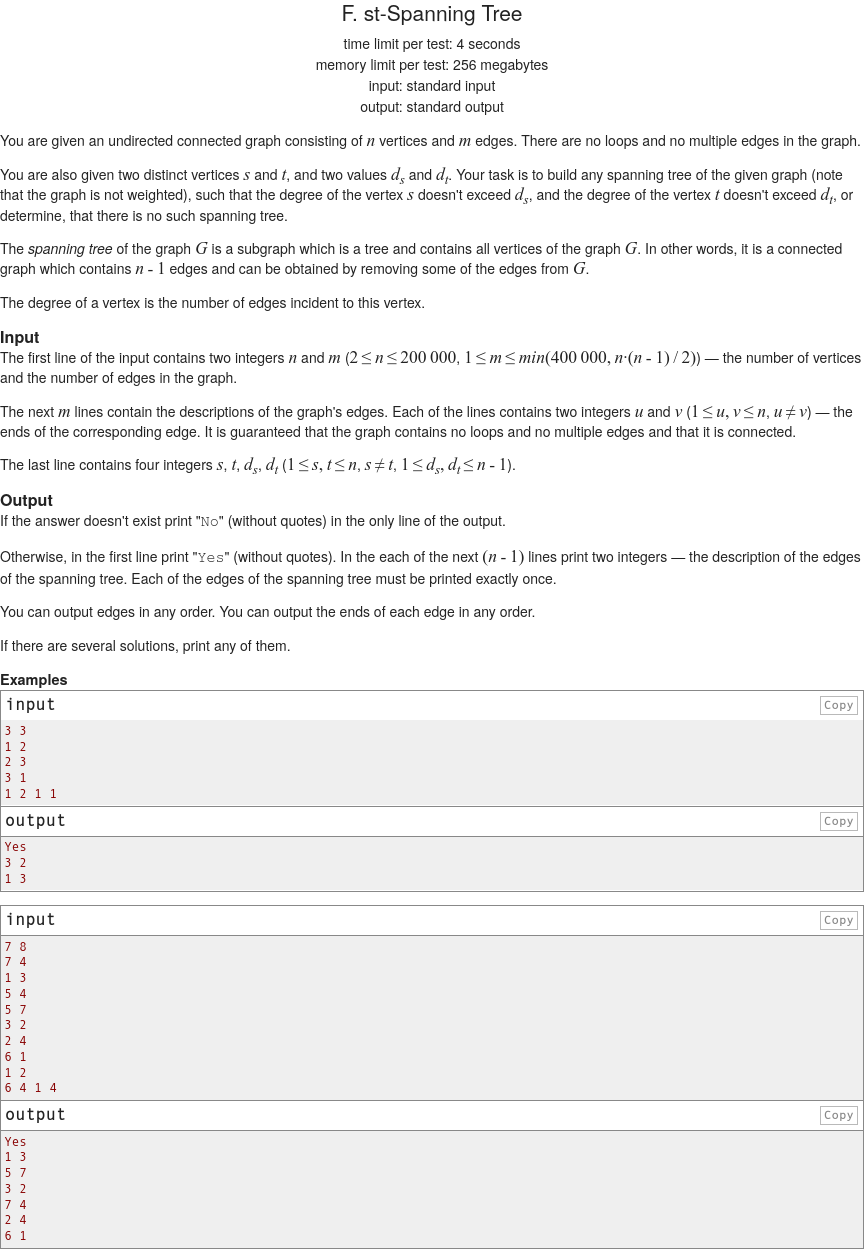 F. st-Spanning Tree
time limit per test: 4 seconds
memory limit per test: 256 megabytes
input: standard input
output: standard output
You are given an undirected connected graph consisting of n vertices and m edges. There are no loops and no multiple edges in the graph.
You are also given two distinct vertices s and t, and two values d_s and d_t. Your task is to build any spanning tree of the given graph (note
that the graph is not weighted), such that the degree of the vertex s doesn't exceed d_s, and the degree of the vertex t doesn't exceed d_t, or
determine, that there is no such spanning tree.
The spanning tree of the graph G is a subgraph which is a tree and contains all vertices of the graph G. In other words, it is a connected
graph which contains n - 1 edges and can be obtained by removing some of the edges from G.
The degree of a vertex is the number of edges incident to this vertex.
Input
The first line of the input contains two integers n and m (2 ≤ n ≤ 200 000, 1 ≤ m ≤ min(400 000, n·(n - 1) / 2)) — the number of vertices
and the number of edges in the graph.
The next m lines contain the descriptions of the graph's edges. Each of the lines contains two integers u and v (1 ≤ u, v ≤ n, u ≠ v) — the
ends of the corresponding edge. It is guaranteed that the graph contains no loops and no multiple edges and that it is connected.
The last line contains four integers s, t, d_s, d_t (1 ≤ s, t ≤ n, s ≠ t, 1 ≤ d_s, d_t ≤ n - 1).
Output
If the answer doesn't exist print "No" (without quotes) in the only line of the output.
Otherwise, in the first line print "Yes" (without quotes). In the each of the next (n - 1) lines print two integers — the description of the edges
of the spanning tree. Each of the edges of the spanning tree must be printed exactly once.
You can output edges in any order. You can output the ends of each edge in any order.
If there are several solutions, print any of them.
Examples
input Copy
3 3
1 2
2 3
3 1
1 2 1 1
output Copy
Yes
3 2
1 3
input Copy
7 8
7 4
1 3
5 4
5 7
3 2
2 4
6 1
1 2
6 4 1 4
output Copy
Yes
1 3
5 7
3 2
7 4
2 4
6 1